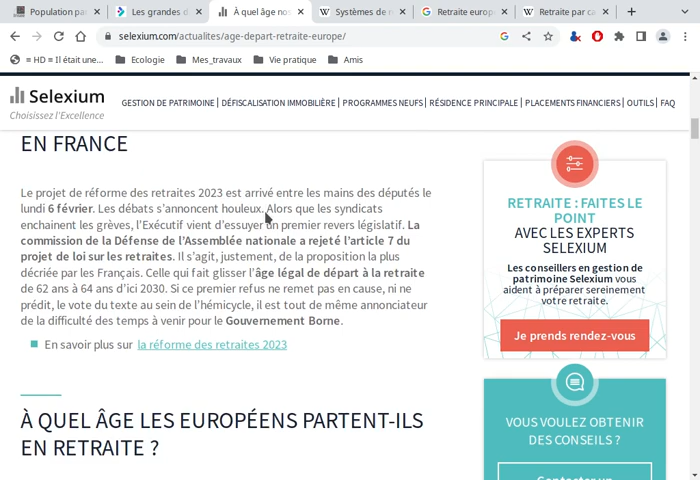 Population pa
Les grandes d
À quel âge nos
Systèmes de r
Retraite europ
Retraite par ca
selexium.com/actualites/age-depart-retraite-europe/
= HD = Il était une...
Ecologie
Mes_travaux
Vie pratique
Amis
Selexium
Choisissez l'Excellence
GESTION DE PATRIMOINE | DÉFISCALISATION IMMOBILIÈRE | PROGRAMMES NEUFS | RÉSIDENCE PRINCIPALE | PLACEMENTS FINANCIERS | OUTILS | FAQ
EN FRANCE
Le projet de réforme des retraites 2023 est arrivé entre les mains des députés le
lundi 6 février. Les débats s'annoncent houleux. Alors que les syndicats
enchainent les grèves, l'Exécutif vient d'essuyer un premier revers législatif. La
commission de la Défense de l'Assemblée nationale a rejeté l'article 7 du
projet de loi sur les retraites. Il s'agit, justement, de la proposition la plus
décriée par les Français. Celle qui fait glisser l'âge légal de départ à la retraite
de 62 ans à 64 ans d'ici 2030. Si ce premier refus ne remet pas en cause, ni ne
prédit, le vote du texte au sein de l'hémicycle, il est tout de même annonciateur
de la difficulté des temps à venir pour le Gouvernement Borne.
En savoir plus sur la réforme des retraites 2023
À QUEL ÂGE LES EUROPÉENS PARTENT-ILS
EN RETRAITE ?
RETRAITE : FAITES LE
POINT
AVEC LES EXPERTS
SELEXIUM
Les conseillers en gestion de
patrimoine Selexium vous
aident à préparer sereinement
votre retraite.
Je prends rendez-vous
VOUS VOULEZ OBTENIR
DES CONSEILS ?
Contacter un